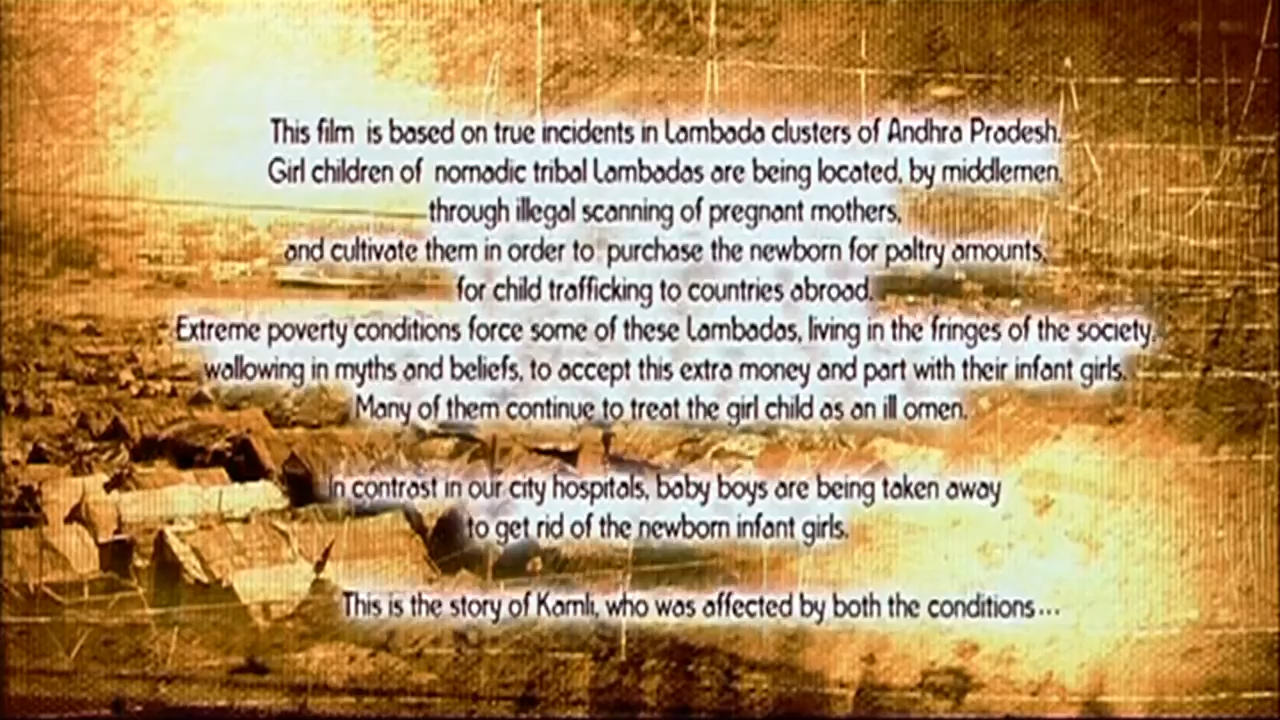 This film is based on true incidents in Lambada clusters of Andhra Pradesh.
Girl children of nomadic tribal Lambadas are being located, by middlemen,
through illegal scanning of pregnant mothers,
and cultivate them in order to purchase the newborn for paltry amounts,
for child trafficking to countries abroad.
Extreme poverty conditions force some of these Lambadas, living in the fringes of the society,
wallowing in myths and beliefs, to accept this extra money and part with their infant girls.
Many of them continue to treat the girl child as an ill omen.
In contrast in our city hospitals, baby boys are being taken away
to get rid of the newborn infant girls.
This is the story of Kamli, who was affected by both the conditions...